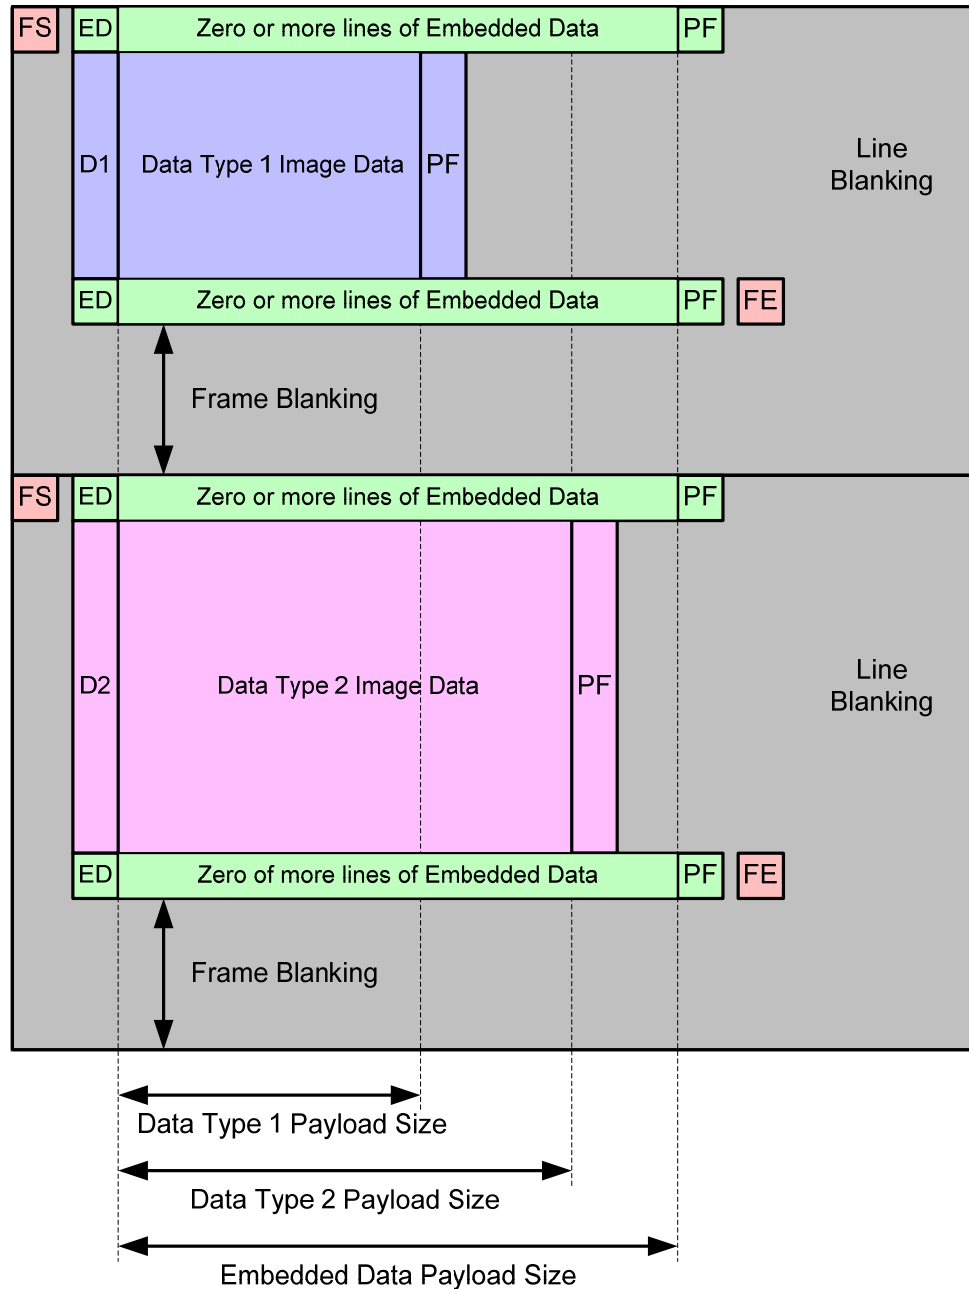 FS ED Zero or more lines of Embedded Data PF
D1 Data Type 1 Image Data PF
Line
Blanking
ED Zero or more lines of Embedded Data PF FE
Frame Blanking
FS ED Zero or more lines of Embedded Data PF
D2 Data Type 2 Image Data PF
Line
Blanking
ED Zero of more lines of Embedded Data PF FE
Frame Blanking
Data Type 1 Payload Size
Data Type 2 Payload Size
Embedded Data Payload Size